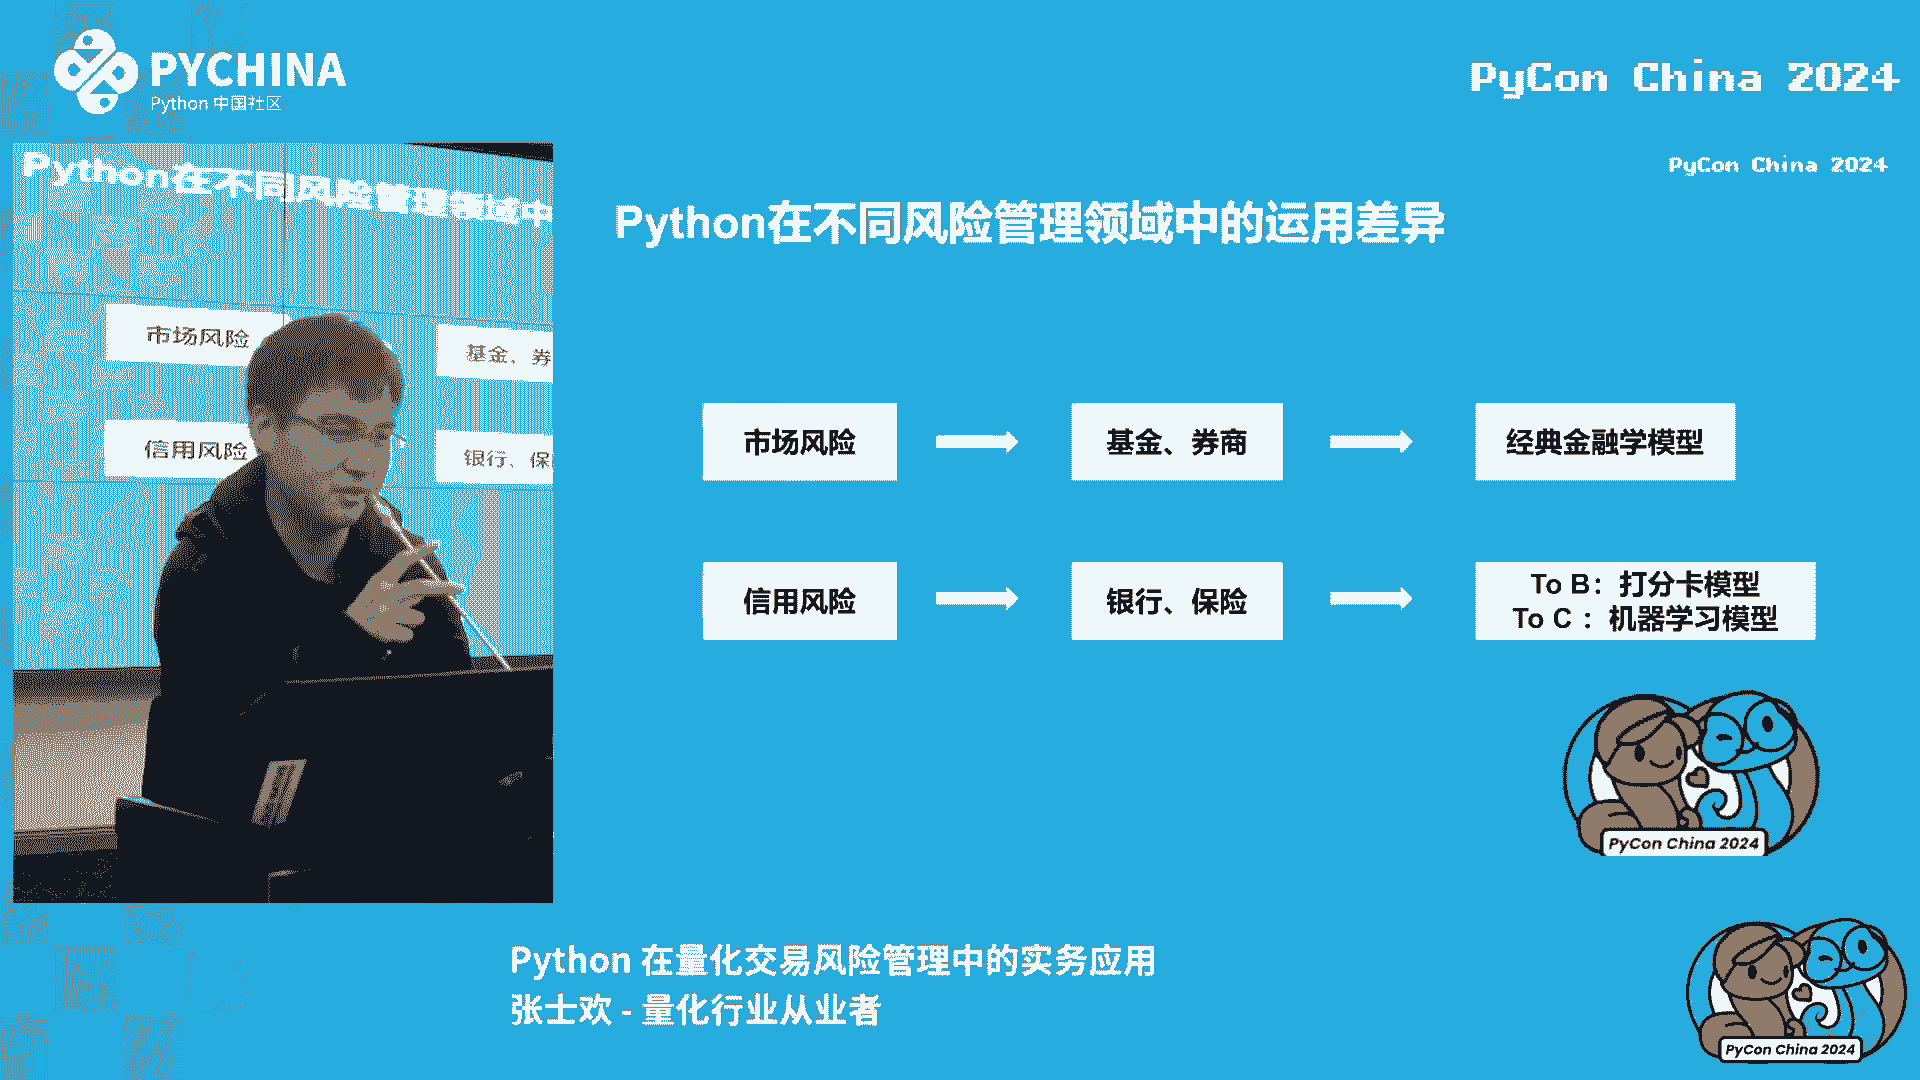 PYCHINA
Python 中国社区
PyCon China 2024
PyCon China 2024
Python在不同风险管理领域中的运用差异
Python在不同风险管理领域中
市场风险
基金、券
信用风险
银行、保
市场风险
基金、券商
经典金融学模型
信用风险
银行、保险
To B：打分卡模型
To C ：机器学习模型
PyCon China 2024
Python 在量化交易风险管理中的实务应用
张士欢 - 量化行业从业者
PyCon China 2024